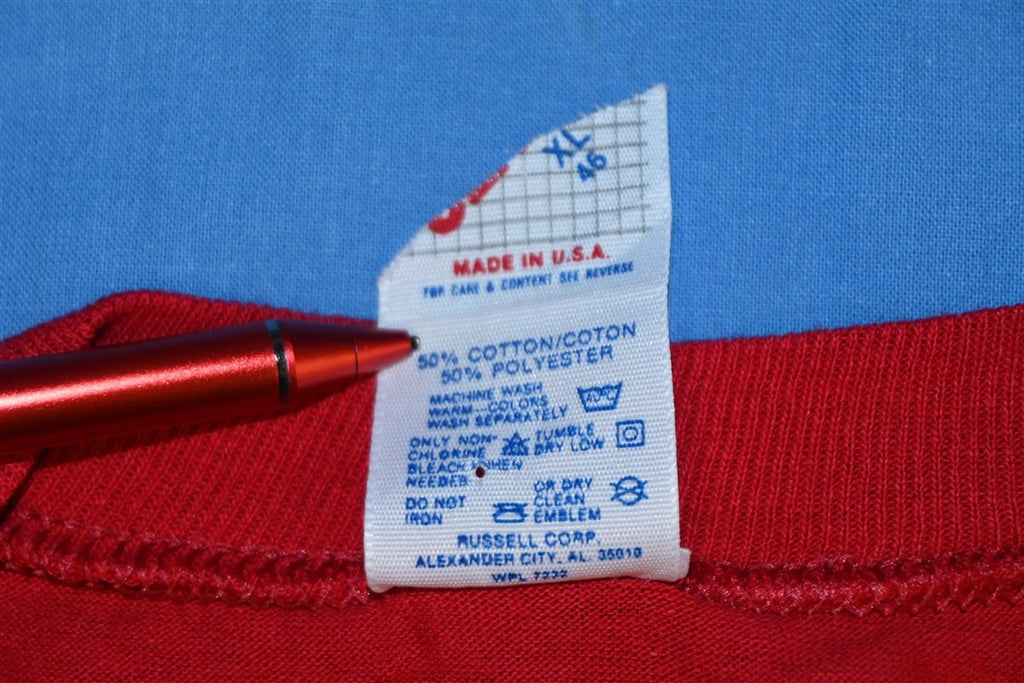 XL
46
MADE IN U.S.A.
FOR CARE & CONTENT SEE REVERSE
50% COTTON/COTON
50% POLYESTER
MACHINE WASH
WARM-COLORS
WASH SEPARATELY
ONLY NON-
CHLORINE
BLEACH WHEN
NEEDED
TUMBLE
DRY LOW
DO NOT
IRON
OR DRY
CLEAN
EMBLEM
RUSSELL CORP.
ALEXANDER CITY, AL 35010
WPL 7232